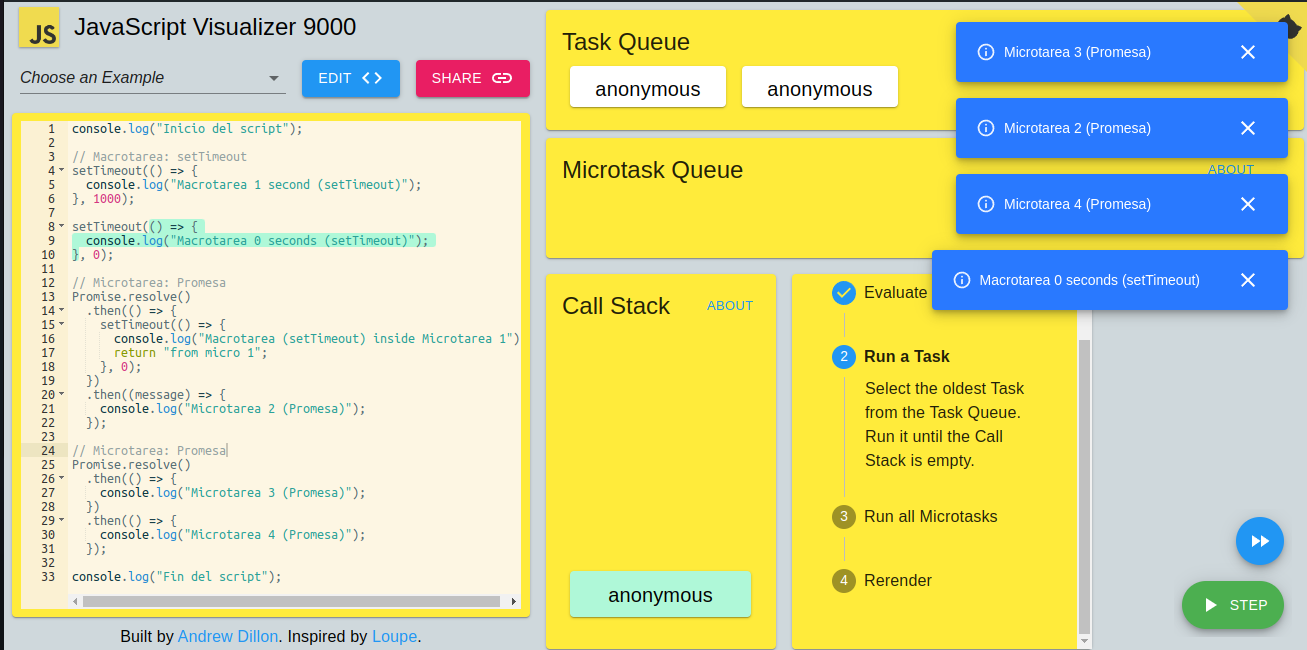 JS JavaScript Visualizer 9000
Choose an Example
EDIT
SHARE
1 console.log("Inicio del script");
2
3 // Macrotarea: setTimeout
4 setTimeout(() => {
5   console.log("Macrotarea 1 second (setTimeout)");
6 }, 1000);
7
8 setTimeout(() => {
9   console.log("Macrotarea 0 seconds (setTimeout)");
10 }, 0);
11
12 // Microtarea: Promesa
13 Promise.resolve()
14   .then(() => {
15     setTimeout(() => {
16       console.log("Macrotarea (setTimeout) inside Microtarea 1")
17       return "from micro 1";
18     }, 0);
19   })
20   .then((message) => {
21     console.log("Microtarea 2 (Promesa)");
22   });
23
24 // Microtarea: Promesa
25 Promise.resolve()
26   .then(() => {
27     console.log("Microtarea 3 (Promesa)");
28   })
29   .then(() => {
30     console.log("Microtarea 4 (Promesa)");
31   });
32
33 console.log("Fin del script");
Built by Andrew Dillon. Inspired by Loupe.
Task Queue
anonymous
anonymous
Microtask Queue
ABOUT
Call Stack
ABOUT
anonymous
Evaluate
2 Run a Task
Select the oldest Task
from the Task Queue.
Run it until the Call
Stack is empty.
3 Run all Microtasks
4 Rerender
Microtarea 3 (Promesa)
Microtarea 2 (Promesa)
Microtarea 4 (Promesa)
Macrotarea 0 seconds (setTimeout)
STEP